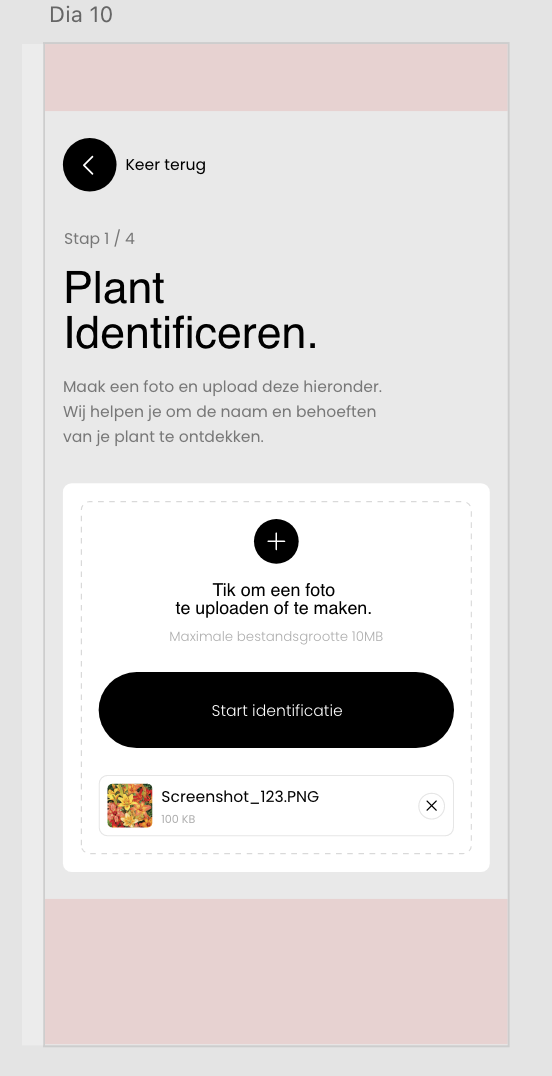 Dia 10
Keer terug
Stap 1 / 4
Plant
Identificeren.
Maak een foto en upload deze hieronder.
Wij helpen je om de naam en behoeften
van je plant te ontdekken.
Tik om een foto
te uploaden of te maken.
Maximale bestandsgrootte 10MB
Start identificatie
Screenshot_123.PNG
100 KB